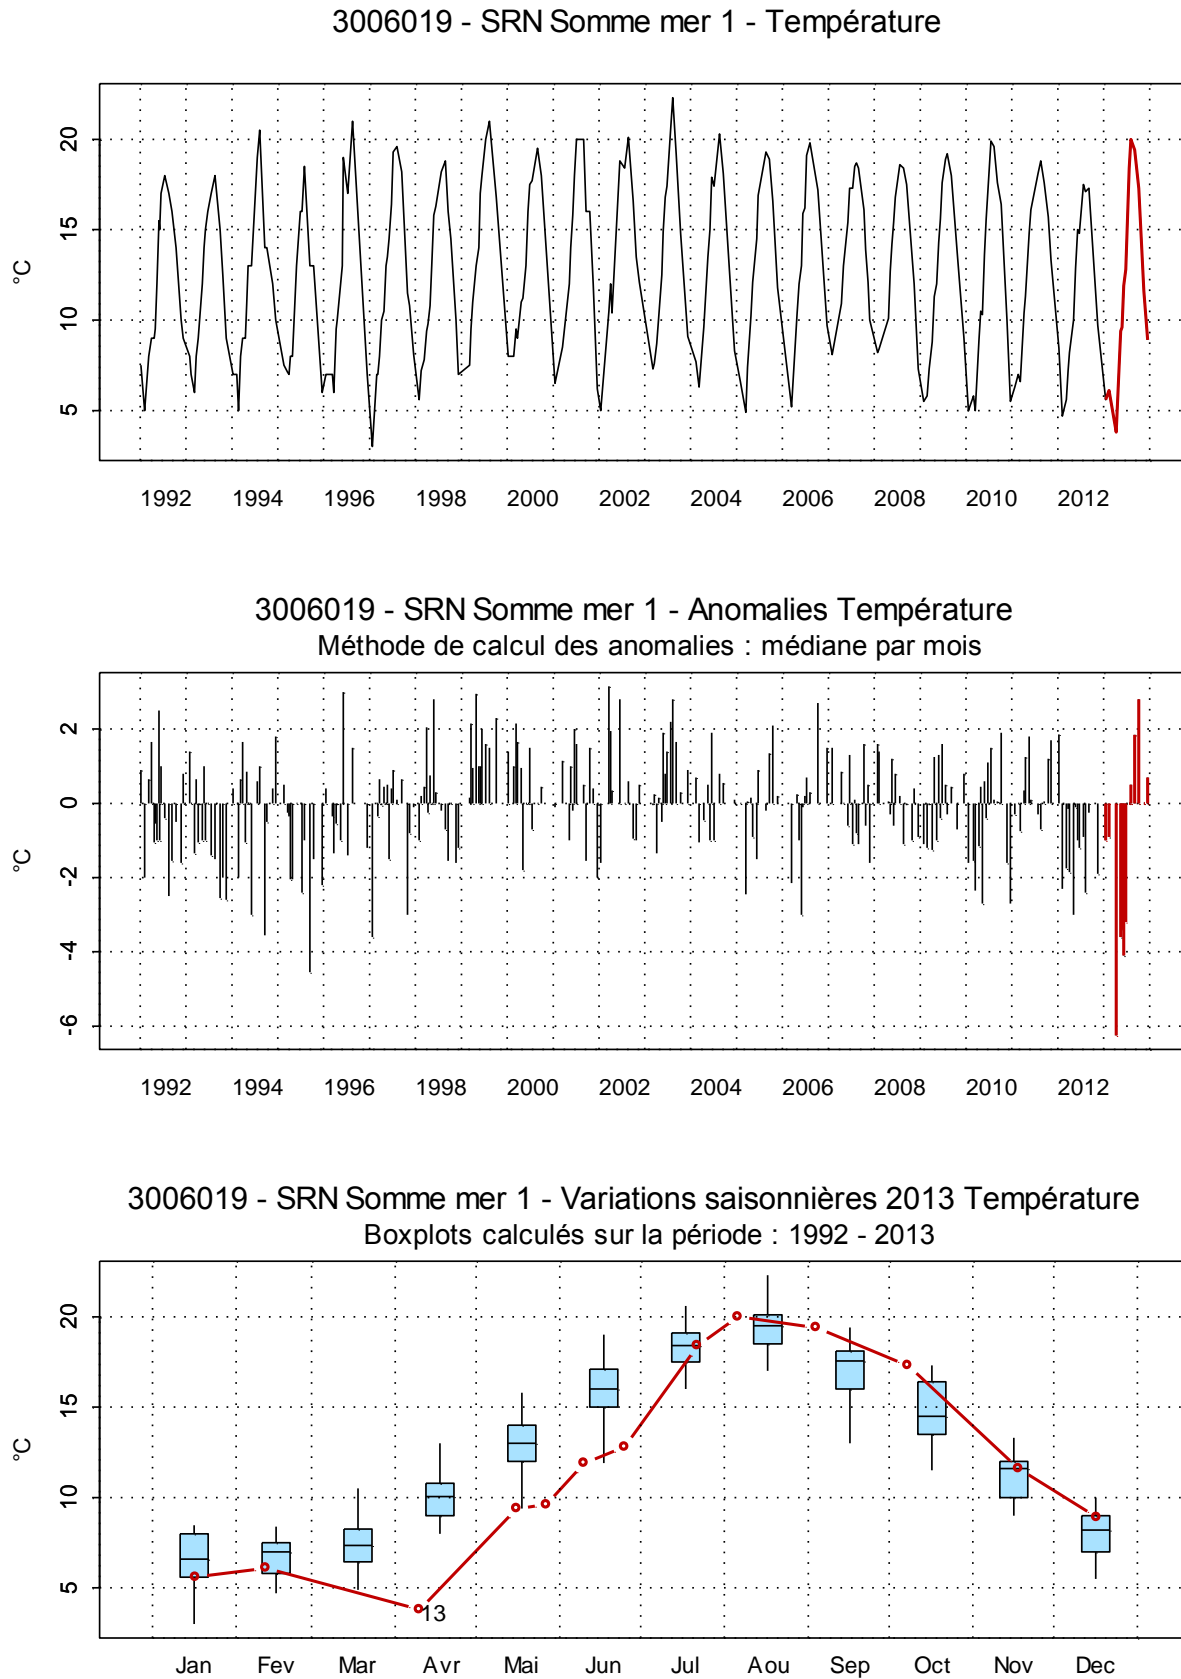 3006019 - SRN Somme mer 1 - Température
20
15
°C
10
5
1992 1994 1996 1998 2000 2002 2004 2006 2008 2010 2012
3006019 - SRN Somme mer 1 - Anomalies Température
Méthode de calcul des anomalies : médiane par mois
2
0
°C
-2
-4
-6
1992 1994 1996 1998 2000 2002 2004 2006 2008 2010 2012
3006019 - SRN Somme mer 1 - Variations saisonnières 2013 Température
Boxplots calculés sur la période : 1992 - 2013
20
15
°C
10
5
13
Jan Fev Mar Avr Mai Jun Jul Aou Sep Oct Nov Dec